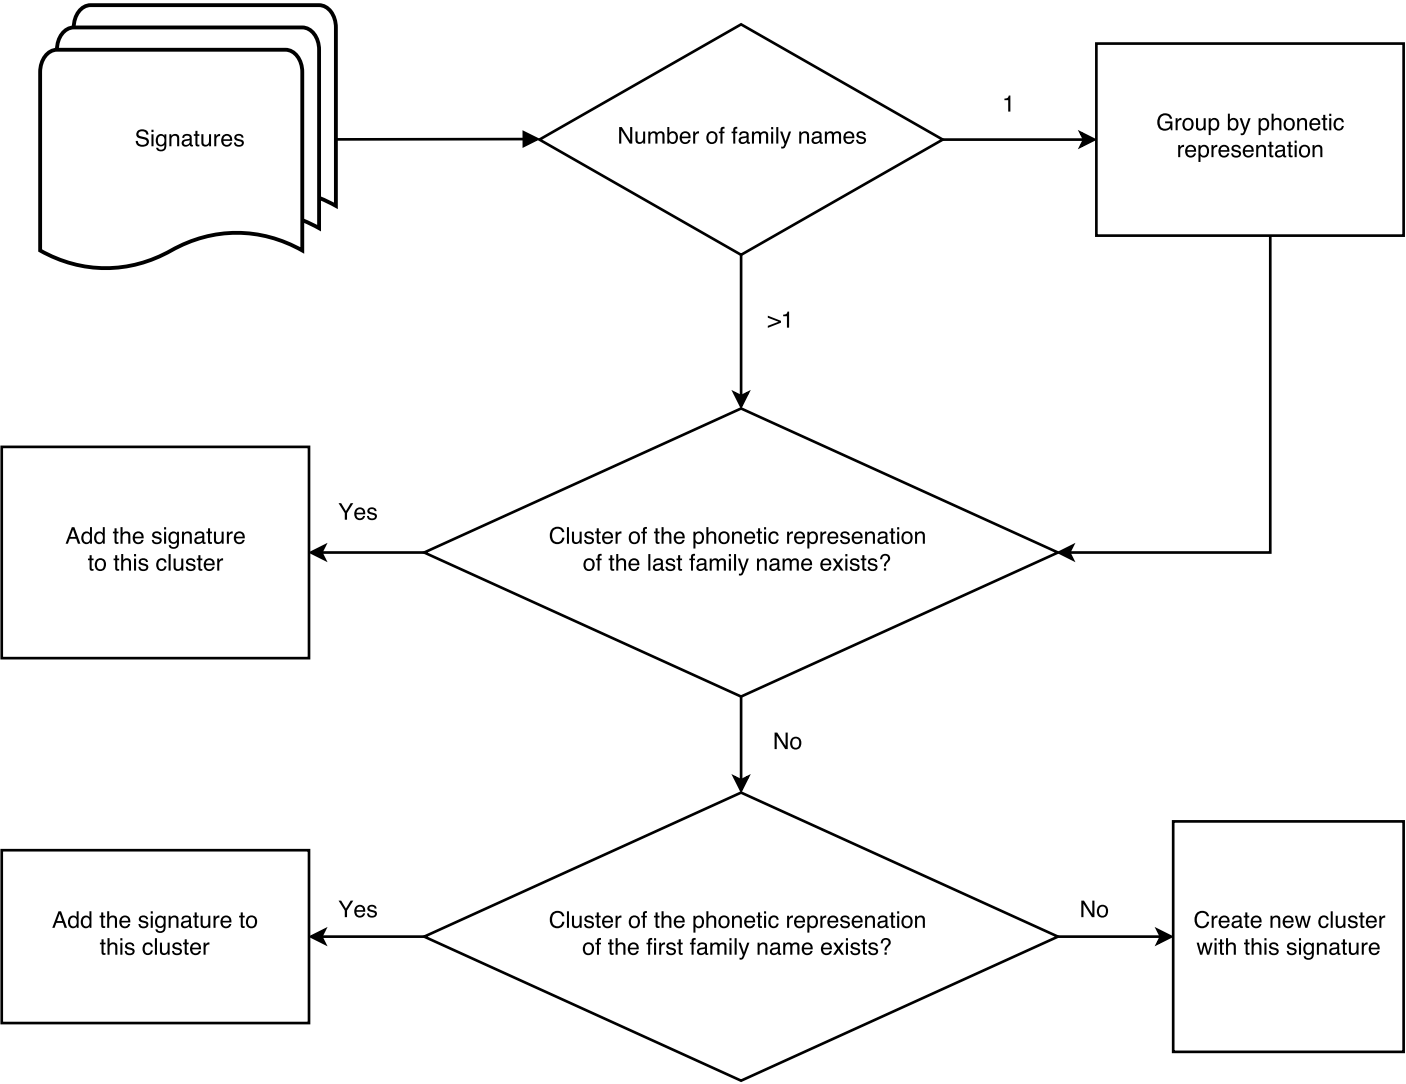 Signatures
Number of family names
1
Group by phonetic
representation
>1
Yes
Add the signature
to this cluster
Cluster of the phonetic represenation
of the last family name exists?
No
Yes
Add the signature to
this cluster
Cluster of the phonetic represenation
of the first family name exists?
No
Create new cluster
with this signature